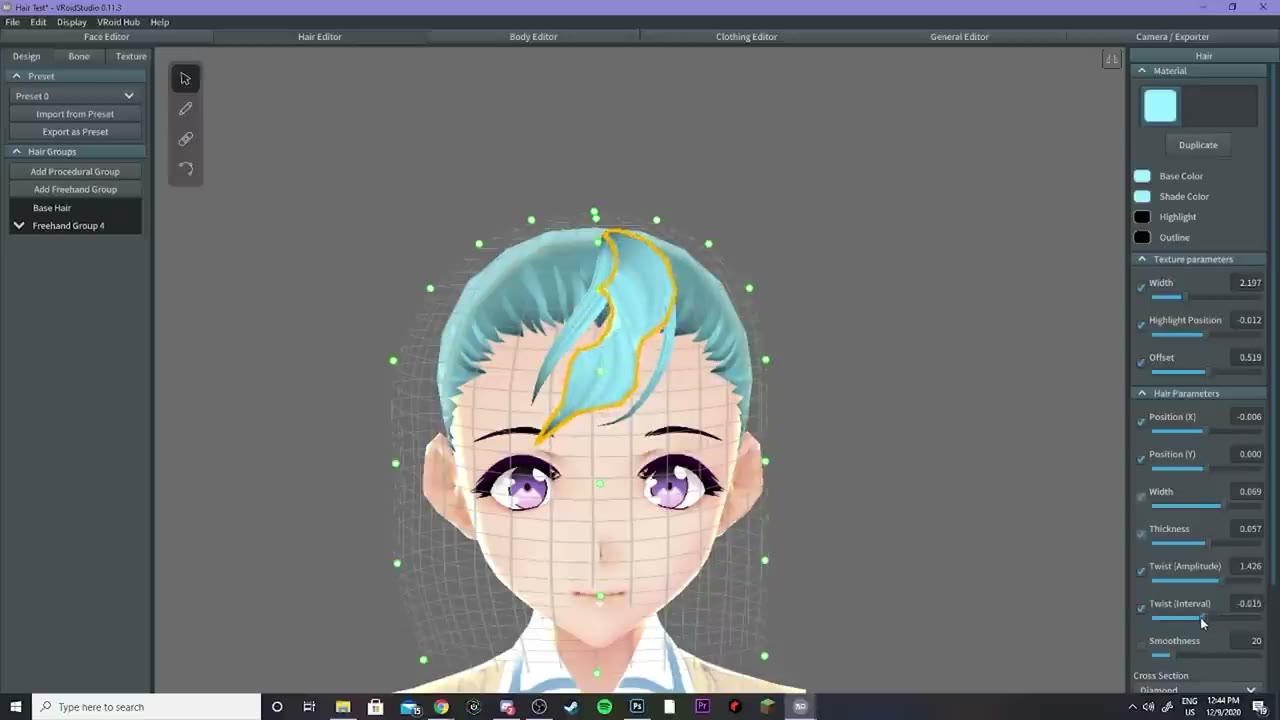 Hair Test* - VRoidStudio 0.11.3
File Edit Display VRoid Hub Help
Face Editor Hair Editor Body Editor Clothing Editor General Editor Camera / Exporter
Design Bone Texture
Preset
Preset 0
Import from Preset
Export as Preset
Hair Groups
Add Procedural Group
Add Freehand Group
Base Hair
Freehand Group 4
Hair
Material
Duplicate
Base Color
Shade Color
Highlight
Outline
Texture parameters
Width 2.197
Highlight Position -0.012
Offset 0.519
Hair Parameters
Position (X) -0.006
Position (Y) 0.000
Width 0.069
Thickness 0.057
Twist (Amplitude) 1.426
Twist (Interval) -0.015
Smoothness 20
Cross Section
Diamond
Type here to search
15
Ps
Pr
ENG
US
12:44 PM
12/9/2020
19